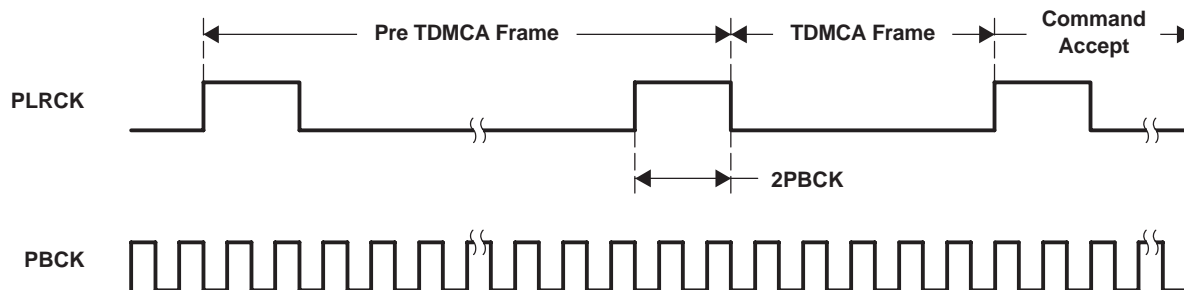 Pre TDMCA Frame
TDMCA Frame
Command
Accept
PLRCK
2PBCK
PBCK